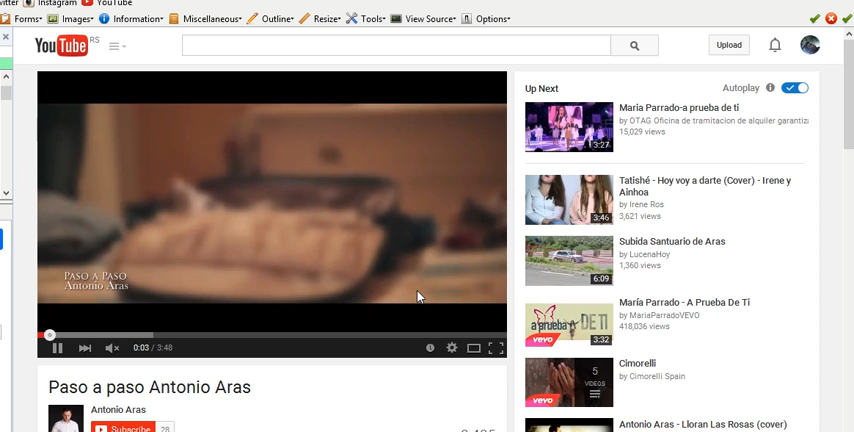 Instagram
YouTube
Forms
Images
Information
Miscellaneous
Outline
Resize
Tools
View Source
Options
YouTube RS
Upload
PASO A PASO
Antonio Aras
0:03 / 3:48
Paso a paso Antonio Aras
Antonio Aras
Subscribe 28
Up Next
Autoplay
3:27
Maria Parrado-a prueba de ti
by OTAG Oficina de tramitacion de alquiler
15,029 views
3:46
Tatishé - Hoy voy a darte (Cover) - Irene y
Ainhoa
by Irene Ros
3,621 views
6:09
Subida Santuario de Aras
by LucenaHoy
1,360 views
a prueba DE TI
vevo
3:32
María Parrado - A Prueba De Ti
by MariaParradoVEVO
418,036 views
5
VIDEOS
vevo
Cimorelli
by Cimorelli Spain
Antonio Aras - Lloran Las Rosas (cover)